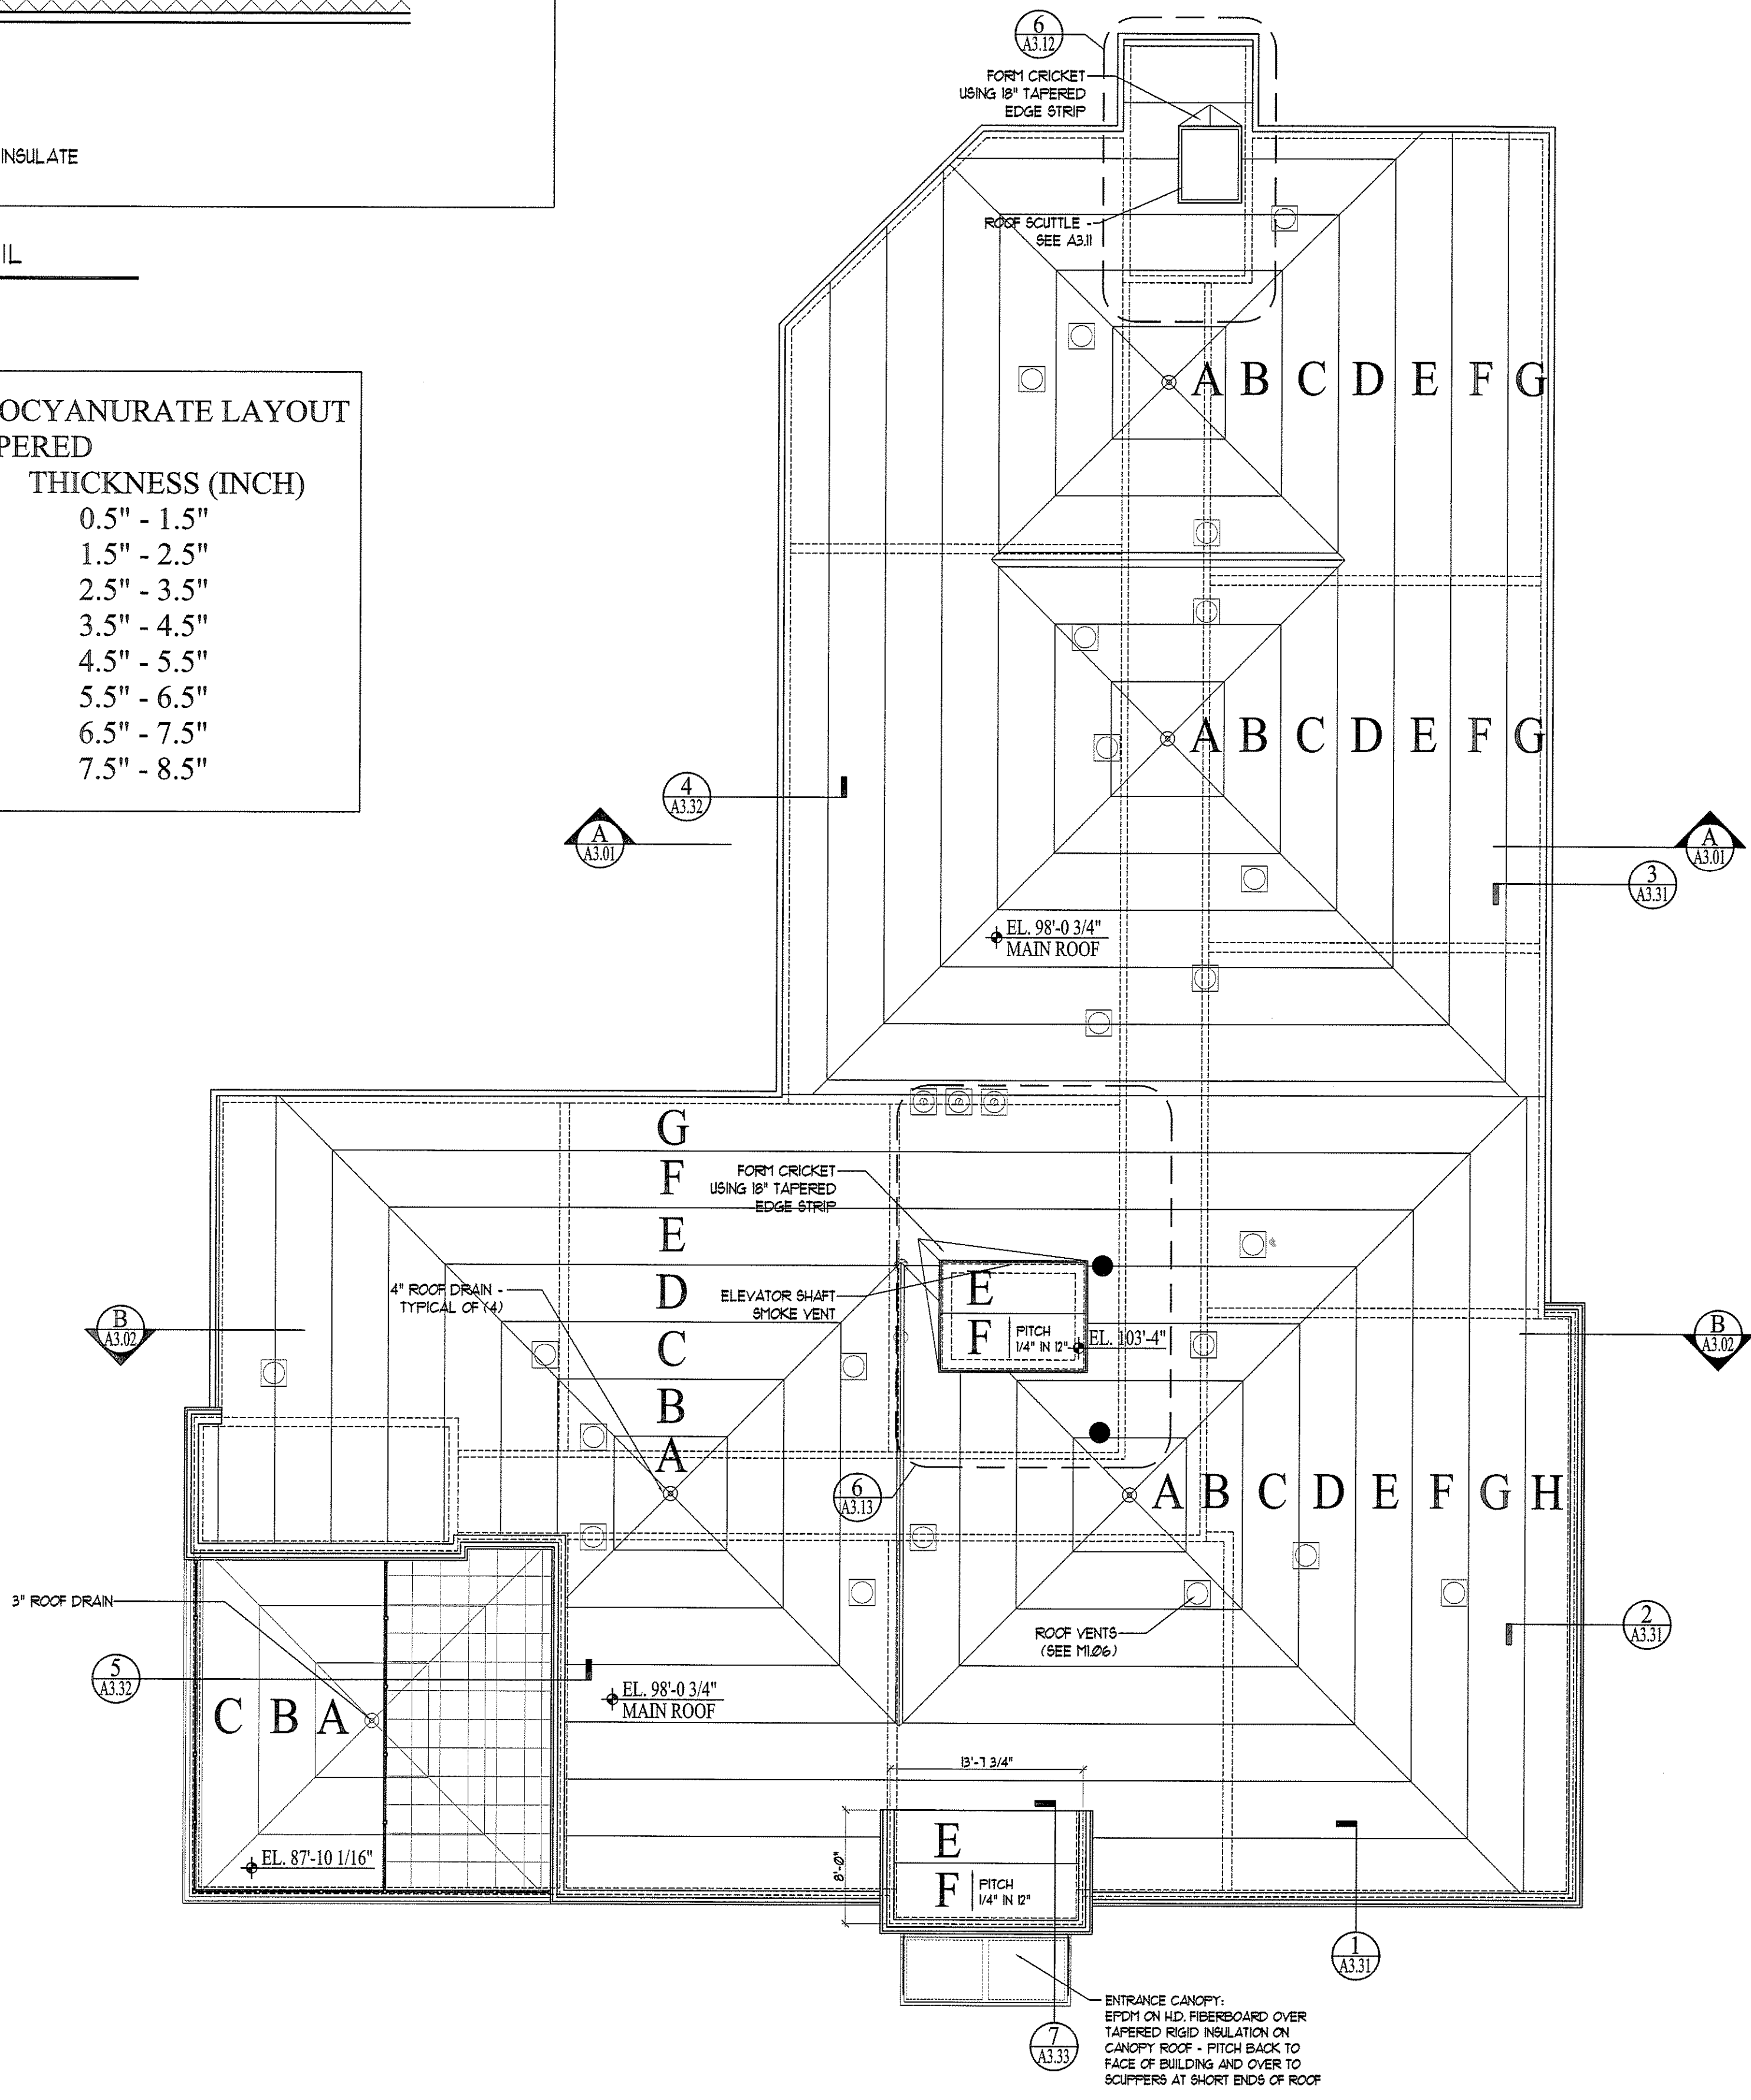 INSULATE
IL
OCYANURATE LAYOUT
PERED
THICKNESS (INCH)
0.5" - 1.5"
1.5" - 2.5"
2.5" - 3.5"
3.5" - 4.5"
4.5" - 5.5"
5.5" - 6.5"
6.5" - 7.5"
7.5" - 8.5"
6
A3.12
FORM CRICKET
USING 18" TAPERED
EDGE STRIP
ROOF SCUTTLE -
SEE A3.11
A B C D E F G
A B C D E F G
4
A3.32
A
A3.01
A
A3.01
3
A3.31
EL. 98'-0 3/4"
MAIN ROOF
G
F
E
D
C
B
A
FORM CRICKET
USING 18" TAPERED
EDGE STRIP
4" ROOF DRAIN -
TYPICAL OF (4)
ELEVATOR SHAFT
SMOKE VENT
E
F
PITCH
1/4" IN 12"
EL. 103'-4"
B
A3.02
B
A3.02
6
A3.13
A B C D E F G H
3" ROOF DRAIN
5
A3.32
C B A
EL. 98'-0 3/4"
MAIN ROOF
ROOF VENTS
(SEE M1.06)
2
A3.31
EL. 87'-10 1/16"
13'-7 3/4"
8'-0"
E
F
PITCH
1/4" IN 12"
1
A3.31
7
A3.33
ENTRANCE CANOPY:
EPDM ON H.D. FIBERBOARD OVER
TAPERED RIGID INSULATION ON
CANOPY ROOF - PITCH BACK TO
FACE OF BUILDING AND OVER TO
SCUPPERS AT SHORT ENDS OF ROOF